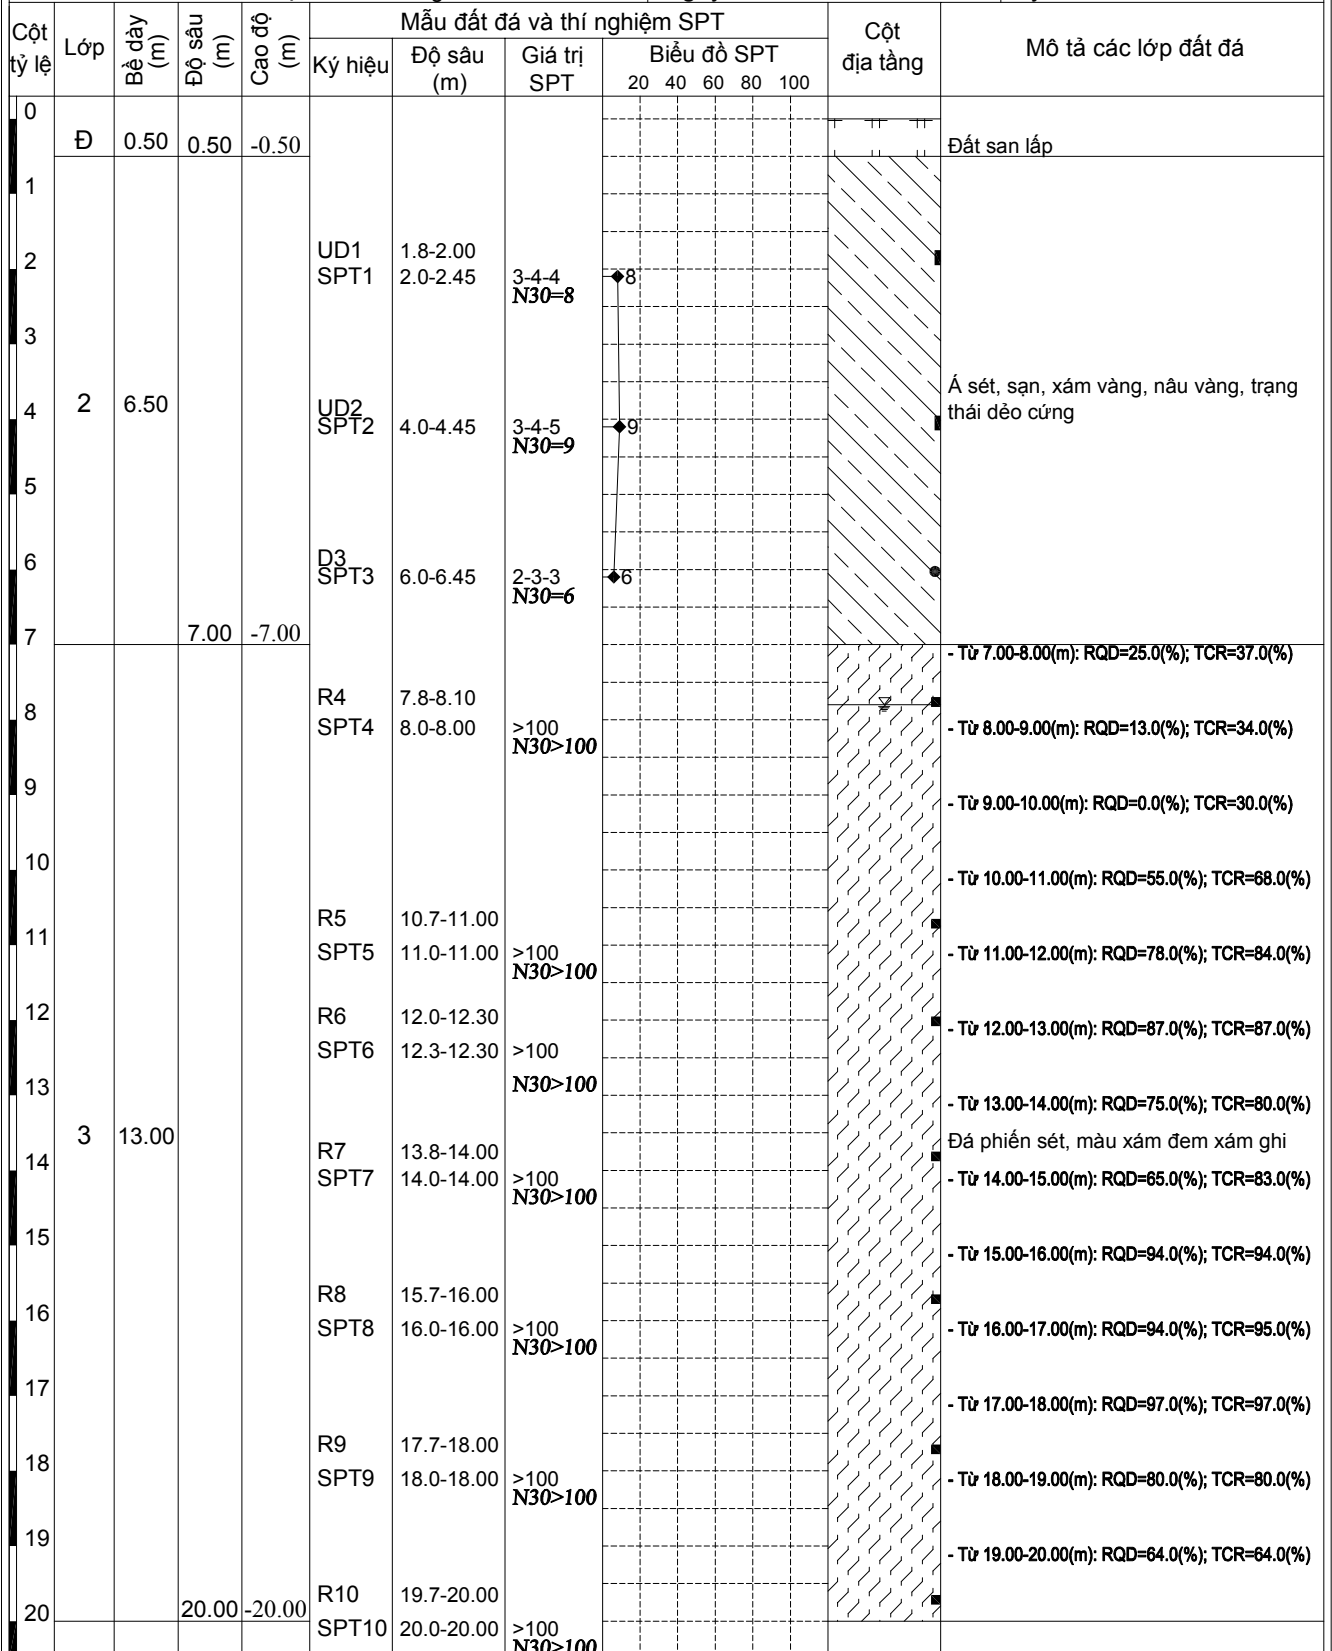 Cột tỷ lệ
Lớp
Bề dày (m)
Độ sâu (m)
Cao độ (m)
Mẫu đất đá và thí nghiệm SPT
Ký hiệu
Độ sâu (m)
Giá trị SPT
Biểu đồ SPT
20 40 60 80 100
Cột địa tầng
Mô tả các lớp đất đá
0
Đ 0.50 0.50 -0.50
Đất san lấp
1
UD1 1.8-2.00
2
SPT1 2.0-2.45 3-4-4 8
N30=8
3
Á sét, sạn, xám vàng, nâu vàng, trạng
thái dẻo cứng
2 6.50
4
UD2
SPT2 4.0-4.45 3-4-5 9
N30=9
5
6
D3
SPT3 6.0-6.45 2-3-3 6
N30=6
7
7.00 -7.00
- Từ 7.00-8.00(m): RQD=25.0(%); TCR=37.0(%)
R4 7.8-8.10
8
SPT4 8.0-8.00 >100
N30>100
- Từ 8.00-9.00(m): RQD=13.0(%); TCR=34.0(%)
9
- Từ 9.00-10.00(m): RQD=0.0(%); TCR=30.0(%)
10
- Từ 10.00-11.00(m): RQD=55.0(%); TCR=68.0(%)
R5 10.7-11.00
11
SPT5 11.0-11.00 >100
N30>100
- Từ 11.00-12.00(m): RQD=78.0(%); TCR=84.0(%)
12
R6 12.0-12.30
- Từ 12.00-13.00(m): RQD=87.0(%); TCR=87.0(%)
SPT6 12.3-12.30 >100
N30>100
13
- Từ 13.00-14.00(m): RQD=75.0(%); TCR=80.0(%)
3 13.00
Đá phiến sét, màu xám đem xám ghi
R7 13.8-14.00
14
SPT7 14.0-14.00 >100
N30>100
- Từ 14.00-15.00(m): RQD=65.0(%); TCR=83.0(%)
15
- Từ 15.00-16.00(m): RQD=94.0(%); TCR=94.0(%)
R8 15.7-16.00
16
SPT8 16.0-16.00 >100
N30>100
- Từ 16.00-17.00(m): RQD=94.0(%); TCR=95.0(%)
17
- Từ 17.00-18.00(m): RQD=97.0(%); TCR=97.0(%)
R9 17.7-18.00
18
SPT9 18.0-18.00 >100
N30>100
- Từ 18.00-19.00(m): RQD=80.0(%); TCR=80.0(%)
19
- Từ 19.00-20.00(m): RQD=64.0(%); TCR=64.0(%)
R10 19.7-20.00
20
20.00 -20.00
SPT10 20.0-20.00 >100
N30>100